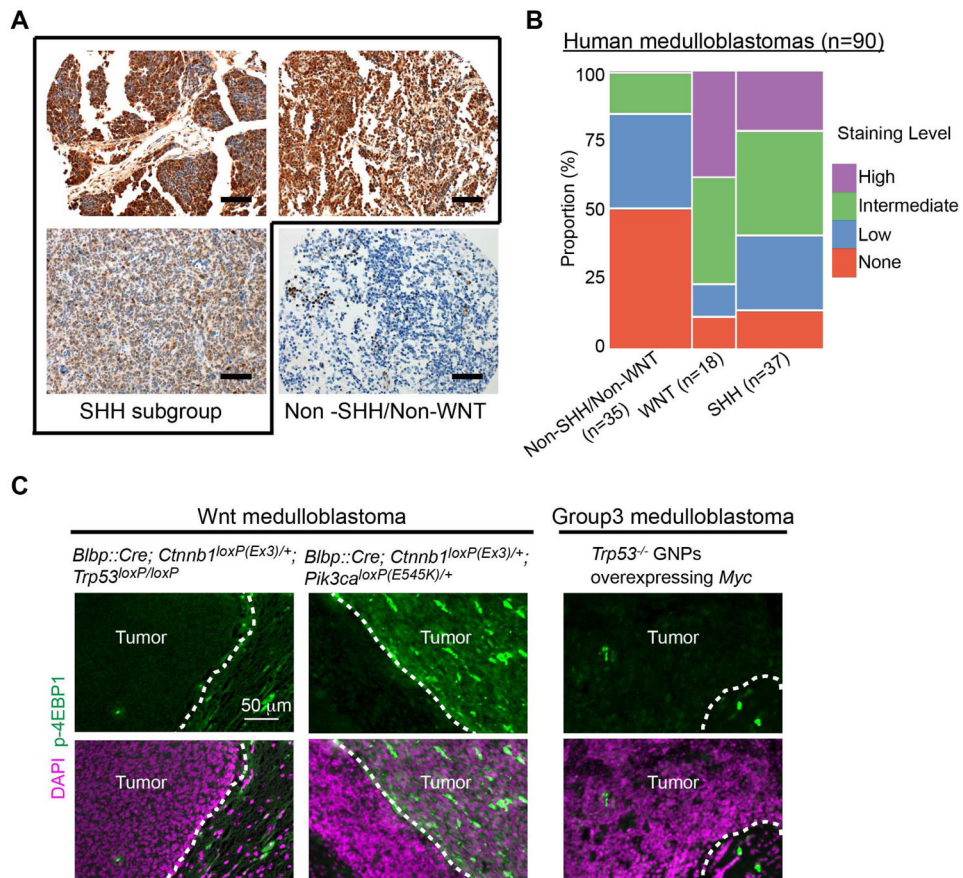 A
SHH subgroup
Non -SHH/Non-WNT
B
Human medulloblastomas (n=90)
Proportion (%)
100
75
50
25
0
Non-SHH/Non-WNT
(n=35)
WNT (n=18)
SHH (n=37)
Staining Level
High
Intermediate
Low
None
C
Wnt medulloblastoma
Group3 medulloblastoma
Blbp::Cre; Ctnnb1loxP(Ex3)/+;
Trp53loxP/loxP
Blbp::Cre; Ctnnb1loxP(Ex3)/+;
Pik3caloxP(E545K)/+
Trp53-/- GNPs
overexpressing Myc
DAPI p-4EBP1
Tumor
50 μm
Tumor
Tumor
Tumor
Tumor
Tumor